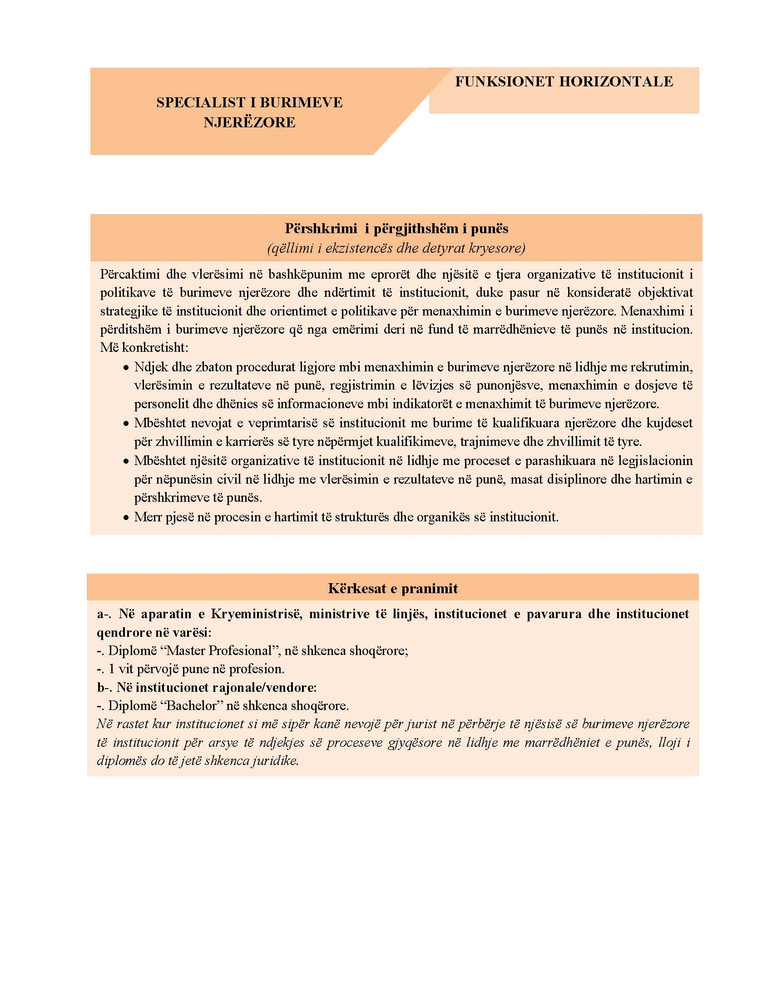 FUNKSIONET HORIZONTALE
SPECIALIST I BURIMEVE
NJERËZORE
Përshkrimi i përgjithshëm i punës
(qëllimi i ekzistencës dhe detyrat kryesore)
Përcaktimi dhe vlerësimi në bashkëpunim me eprorët dhe njësitë e tjera organizative të institucionit i
politikave të burimeve njerëzore dhe ndërtimit të institucionit, duke pasur në konsideratë objektivat
strategjike të institucionit dhe orientimet e politikave për menaxhimin e burimeve njerëzore. Menaxhimi i
përditshëm i burimeve njerëzore që nga emërimi deri në fund të marrëdhënieve të punës në institucion.
Më konkretisht:
• Ndjek dhe zbaton procedurat ligjore mbi menaxhimin e burimeve njerëzore në lidhje me rekrutimin,
vlerësimin e rezultateve në punë, regjistrimin e lëvizjes së punonjësve, menaxhimin e dosjeve të
personelit dhe dhënies së informacioneve mbi indikatorët e menaxhimit të burimeve njerëzore.
• Mbështet nevojat e veprimtarisë së institucionit me burime të kualifikuara njerëzore dhe kujdeset
për zhvillimin e karrierës së tyre nëpërmjet kualifikimeve, trajnimeve dhe zhvillimit të tyre.
• Mbështet njësitë organizative të institucionit në lidhje me proceset e parashikuara në legjislacionin
për nëpunësin civil në lidhje me vlerësimin e rezultateve në punë, masat disiplinore dhe hartimin e
përshkrimeve të punës.
• Merr pjesë në procesin e hartimit të strukturës dhe organikës së institucionit.
Kërkesat e pranimit
a-. Në aparatin e Kryeministrisë, ministrive të linjës, institucionet e pavarura dhe institucionet
qendrore në varësi:
-. Diplomë “Master Profesional”, në shkenca shoqërore;
-. 1 vit përvojë pune në profesion.
b-. Në institucionet rajonale/vendore:
-. Diplomë “Bachelor” në shkenca shoqërore.
Në rastet kur institucionet si më sipër kanë nevojë për jurist në përbërje të njësisë së burimeve njerëzore
të institucionit për arsye të ndjekjes së proceseve gjyqësore në lidhje me marrëdhëniet e punës, lloji i
diplomës do të jetë shkenca juridike.